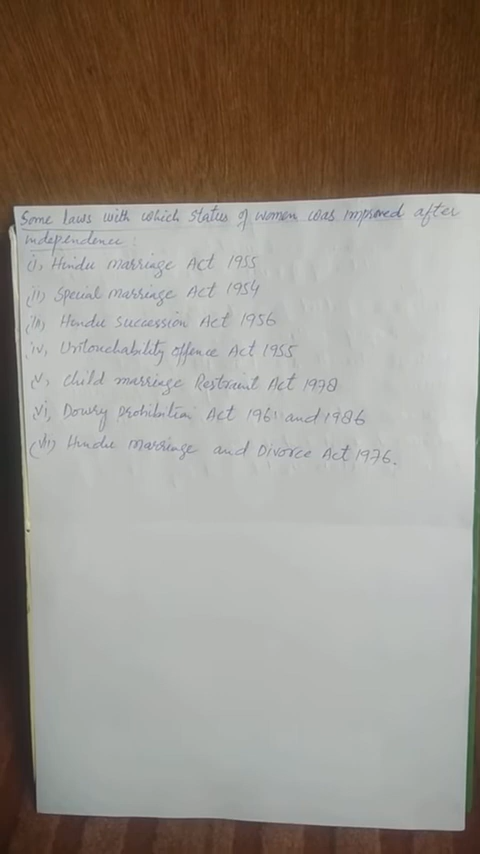 Some laws with which status of women was improved after
independence :
(i), Hindu marriage Act 1955
(ii) Special marriage Act 1954
(iii) Hindu Succession Act 1956
(iv), Untouchability offence Act 1955
(v), Child marriage Restraint Act 1978
(vi), Dowry Prohibition Act 1961 and 1986
(vii) Hindu marriage and Divorce Act 1976.